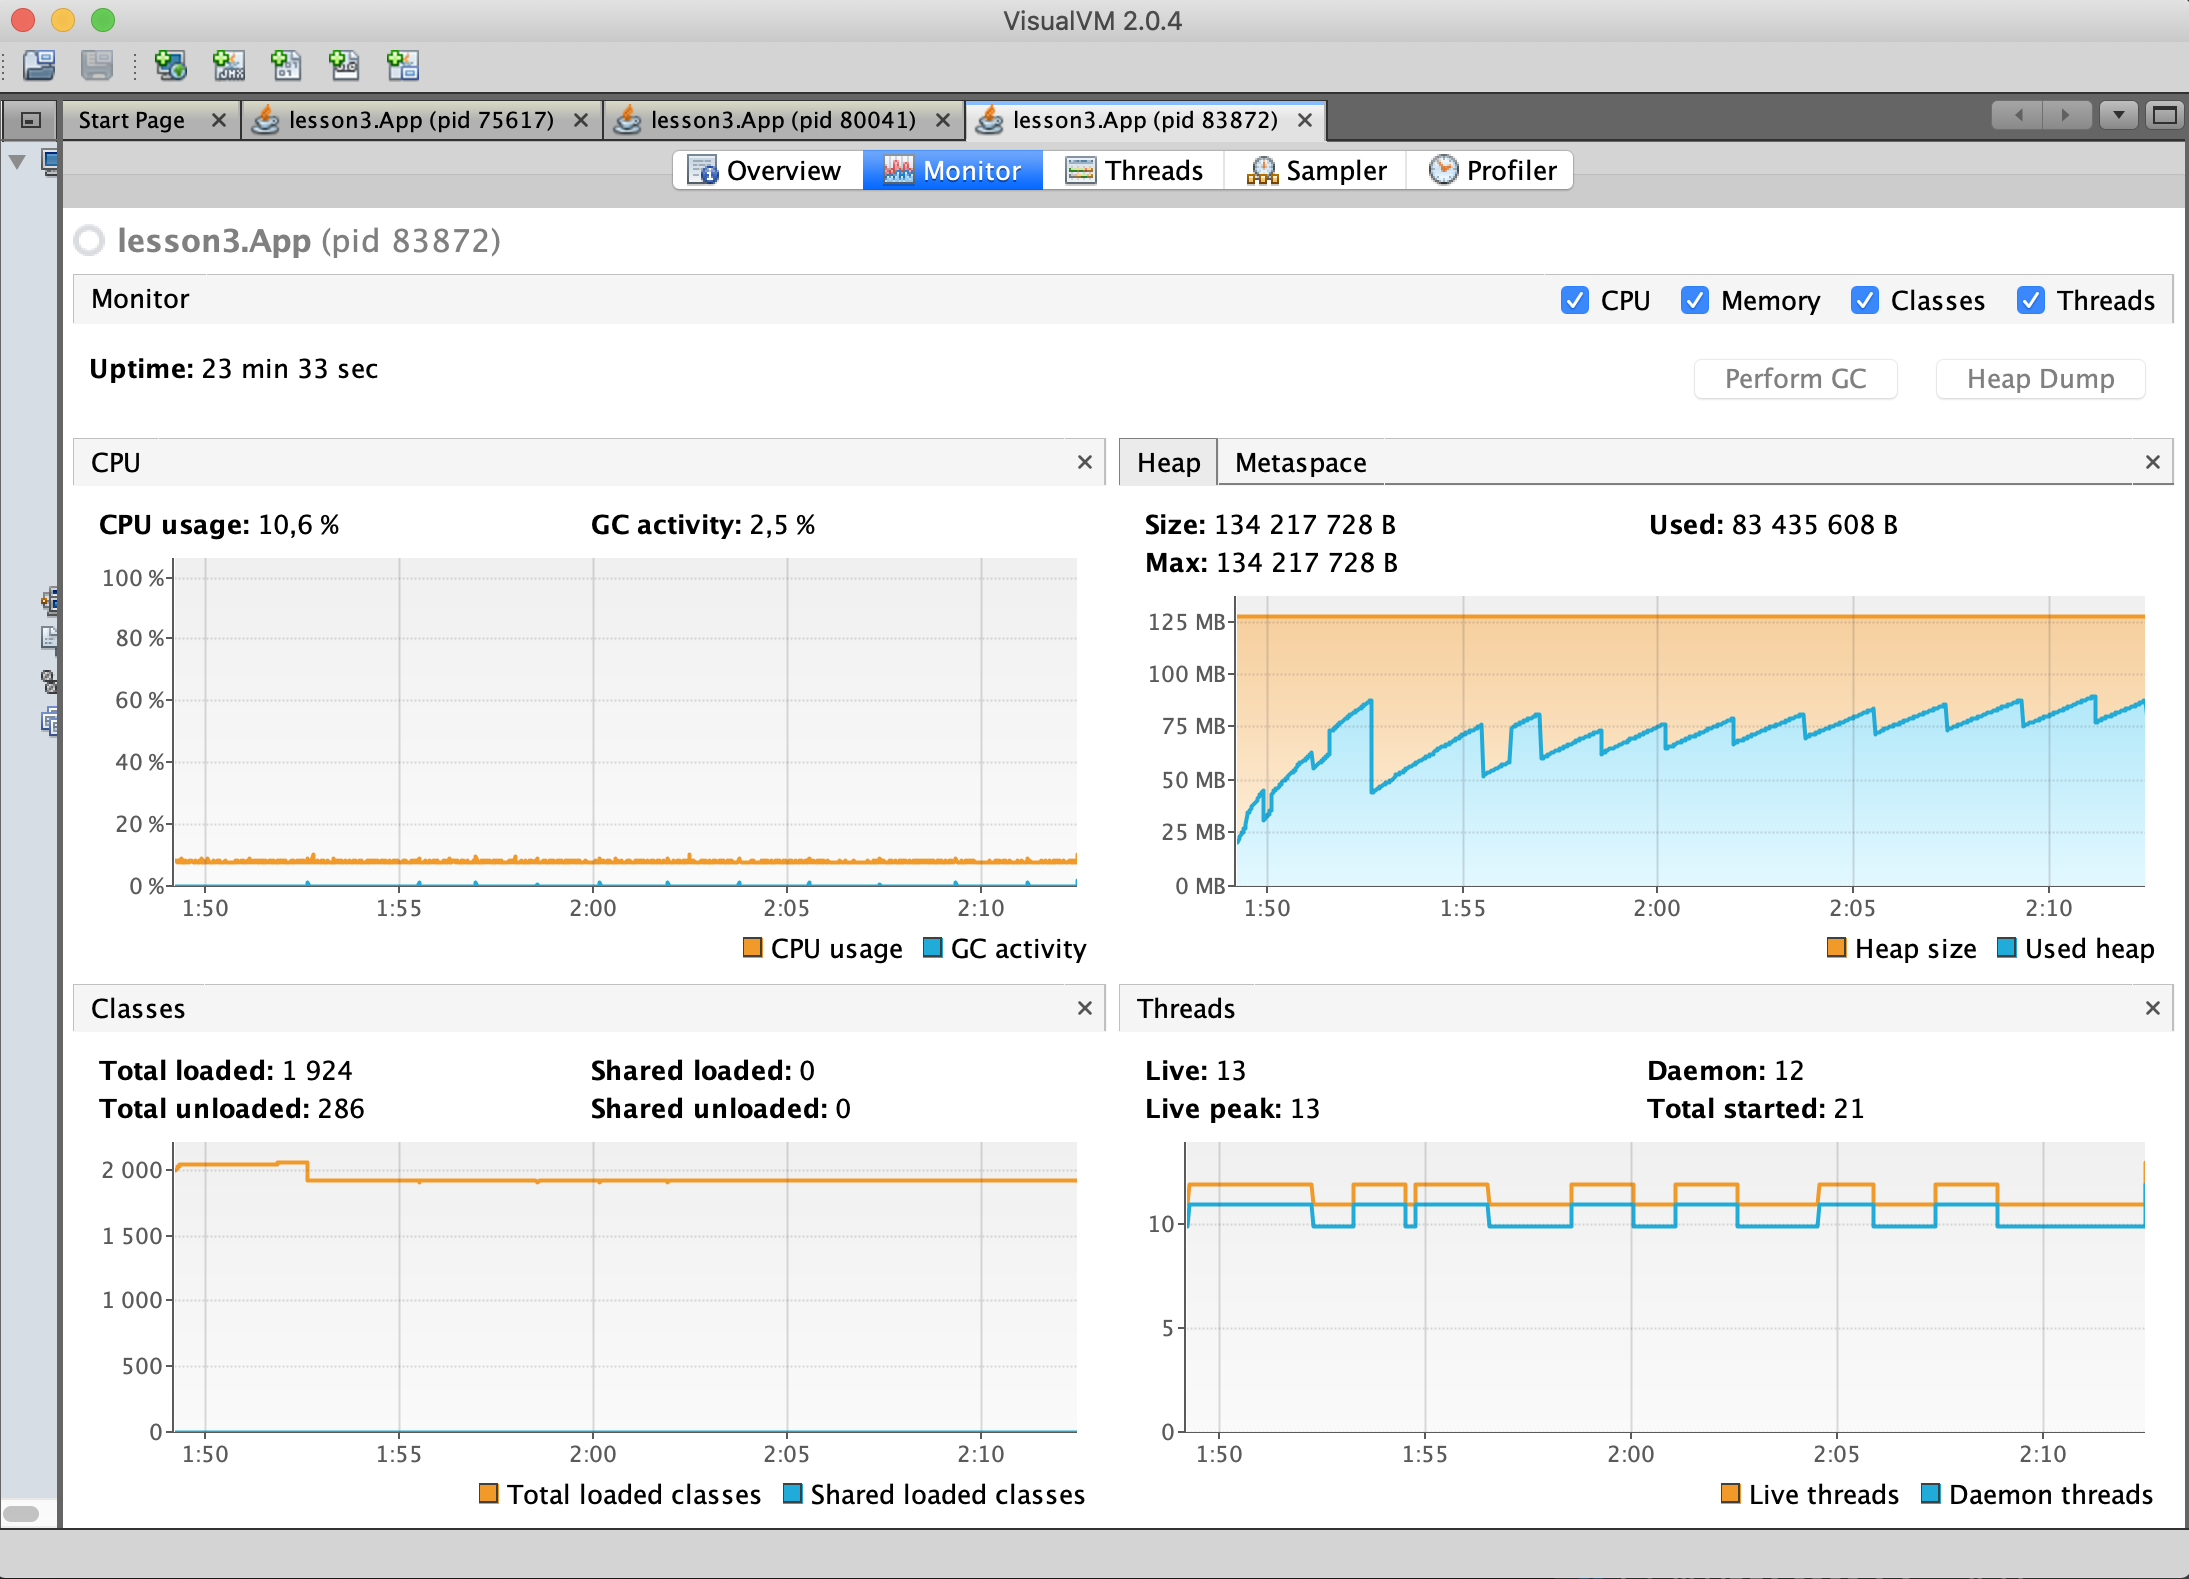 VisualVM 2.0.4
Start Page
lesson3.App (pid 75617)
lesson3.App (pid 80041)
lesson3.App (pid 83872)
Overview
Monitor
Threads
Sampler
Profiler
lesson3.App (pid 83872)
Monitor
CPU
Memory
Classes
Threads
Uptime: 23 min 33 sec
Perform GC
Heap Dump
CPU
CPU usage: 10,6 %
GC activity: 2,5 %
100 %
80 %
60 %
40 %
20 %
0 %
1:50
1:55
2:00
2:05
2:10
CPU usage
GC activity
Heap
Metaspace
Size: 134 217 728 B
Used: 83 435 608 B
Max: 134 217 728 B
125 MB
100 MB
75 MB
50 MB
25 MB
0 MB
1:50
1:55
2:00
2:05
2:10
Heap size
Used heap
Classes
Total loaded: 1 924
Shared loaded: 0
Total unloaded: 286
Shared unloaded: 0
2 000
1 500
1 000
500
0
1:50
1:55
2:00
2:05
2:10
Total loaded classes
Shared loaded classes
Threads
Live: 13
Daemon: 12
Live peak: 13
Total started: 21
10
5
0
1:50
1:55
2:00
2:05
2:10
Live threads
Daemon threads